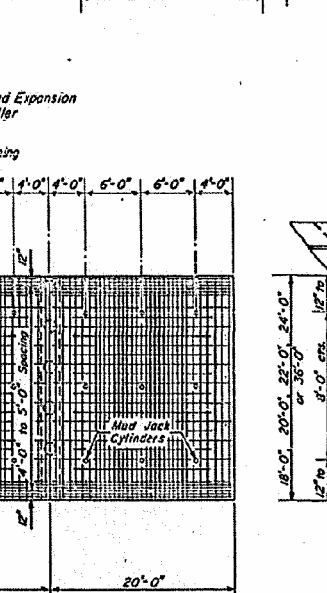 d Expansion
ller
cing
4'-0" 4'-0" 6'-0" 6'-0" 4'-0"
12"
4'-0" to 5'-0" Spacing
Mud Jack
Cylinders
12"
18'-0" 20'-0" 22'-0" 24'-0"
or 36'-0"
12" to
8'-0" crs.
12" to
20'-0"